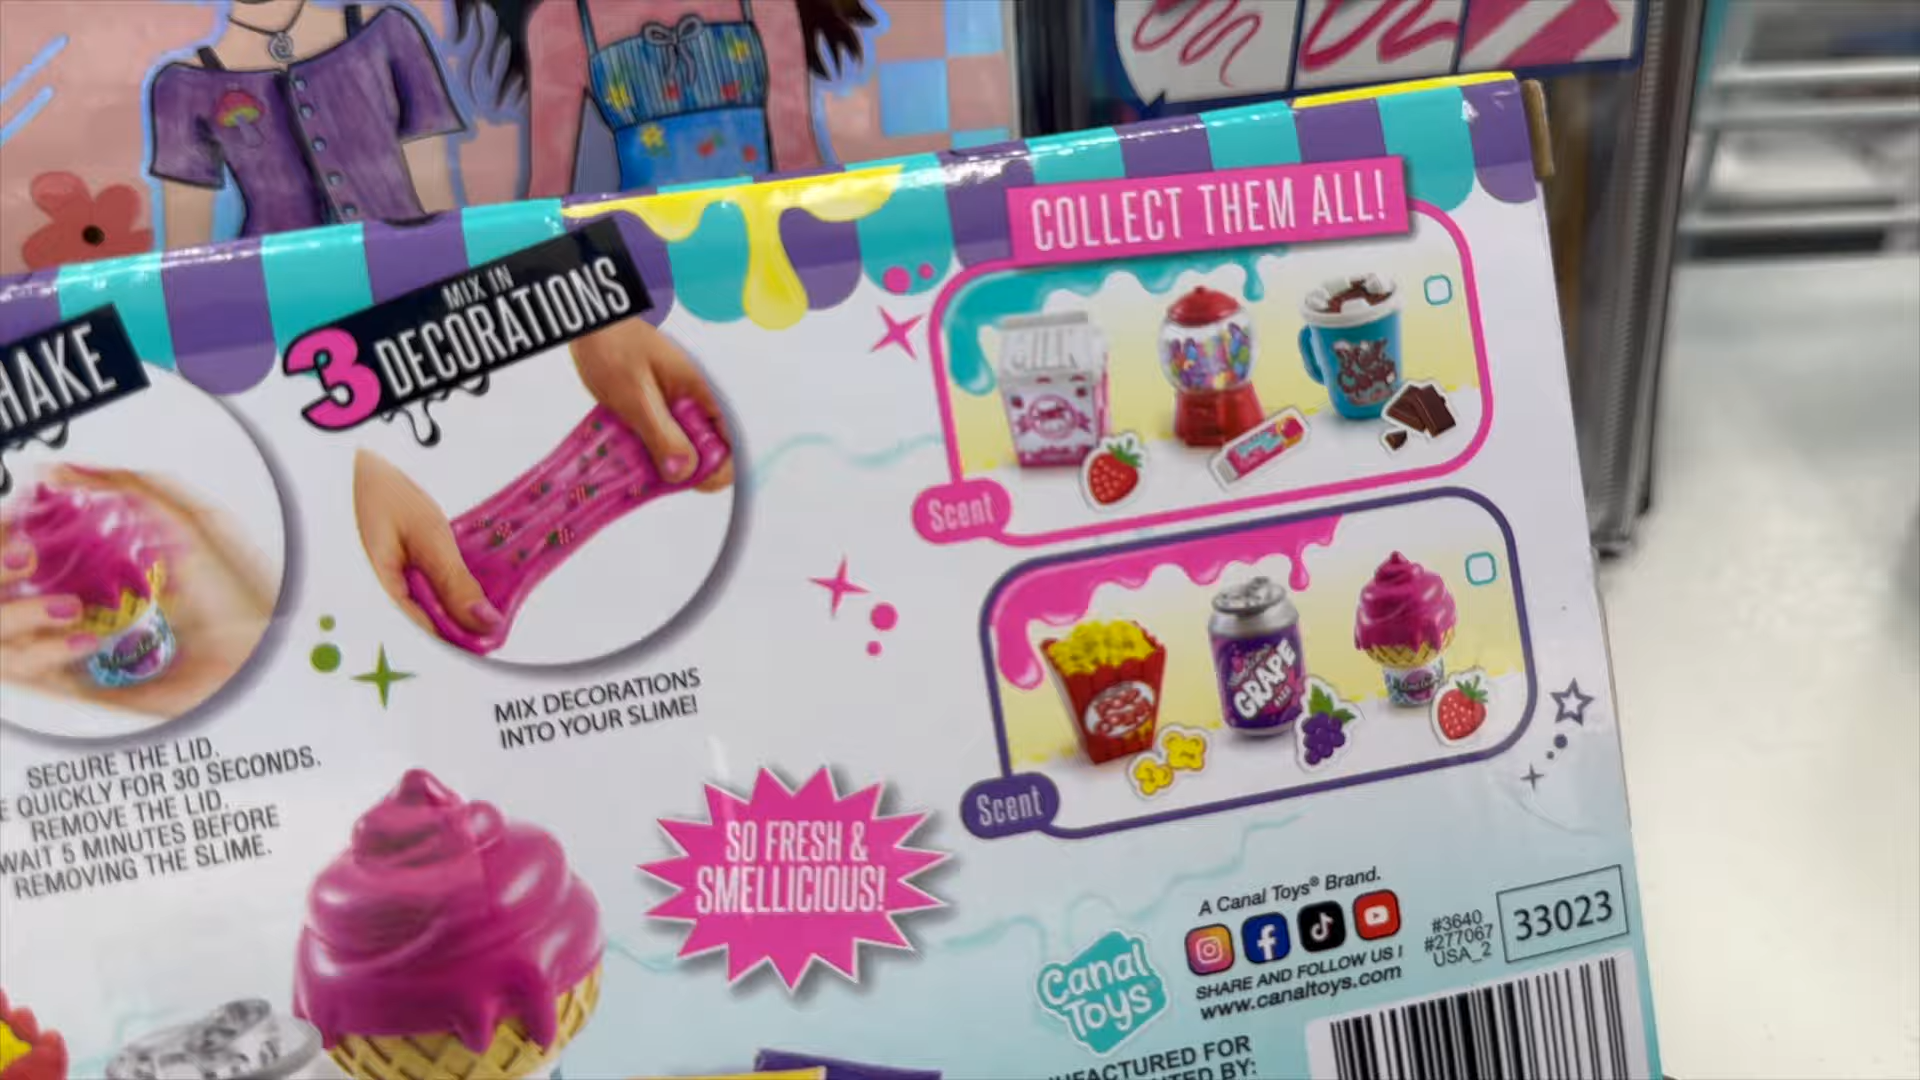 HAKE
3
MIX IN
DECORATIONS
SECURE THE LID.
E QUICKLY FOR 30 SECONDS.
REMOVE THE LID.
WAIT 5 MINUTES BEFORE
REMOVING THE SLIME.
MIX DECORATIONS
INTO YOUR SLIME!
SO FRESH &
SMELLICIOUS!
COLLECT THEM ALL!
MILK
Scent
GRAPE
Scent
A Canal Toys® Brand.
SHARE AND FOLLOW US !
www.canaltoys.com
Canal
Toys
#3640
#277067
USA_2
33023
UFACTURED FOR
TED BY: